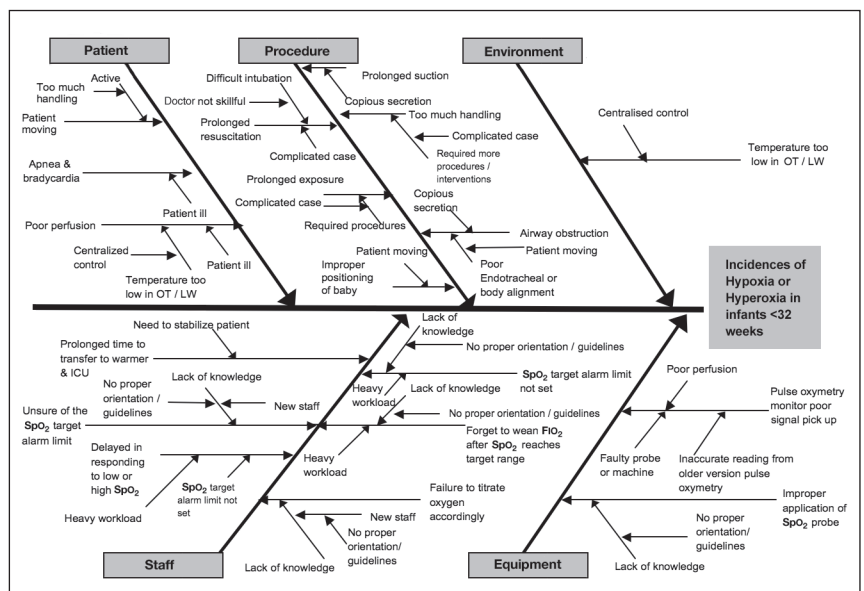 Patient
Procedure
Environment
Active
Too much
handling
Patient
moving
Apnea &
bradycardia
Patient ill
Poor perfusion
Centralized
control
Patient ill
Temperature too
low in OT / LW
Difficult intubation
Doctor not skillful
Prolonged
resuscitation
Complicated case
Prolonged suction
Copious secretion
Too much handling
Complicated case
Required more
procedures /
interventions
Prolonged exposure
Complicated case
Required procedures
Copious
secretion
Airway obstruction
Patient moving
Poor
Endotracheal or
body alignment
Patient moving
Improper
positioning
of baby
Centralised control
Temperature too
low in OT / LW
Incidences of
Hypoxia or
Hyperoxia in
infants <32
weeks
Need to stabilize patient
Prolonged time to
transfer to warmer
& ICU
Lack of knowledge
No proper
orientation /
guidelines
New staff
Unsure of the
SpO2 target
alarm limit
Delayed in
responding
to low or
high SpO2
SpO2 target
alarm limit not
set
Heavy workload
Lack of
knowledge
No proper orientation / guidelines
Heavy
workload
SpO2 target alarm limit
not set
Lack of knowledge
No proper orientation / guidelines
Forget to wean FIO2
after SpO2 reaches
target range
Heavy
workload
Failure to titrate
oxygen
accordingly
New staff
No proper
orientation/
guidelines
Lack of knowledge
Poor perfusion
Pulse oxymetry
monitor poor
signal pick up
Faulty probe
or machine
Inaccurate reading from
older version pulse
oxymetry
Improper
application of
SpO2 probe
No proper
orientation/
guidelines
Lack of knowledge
Staff
Equipment